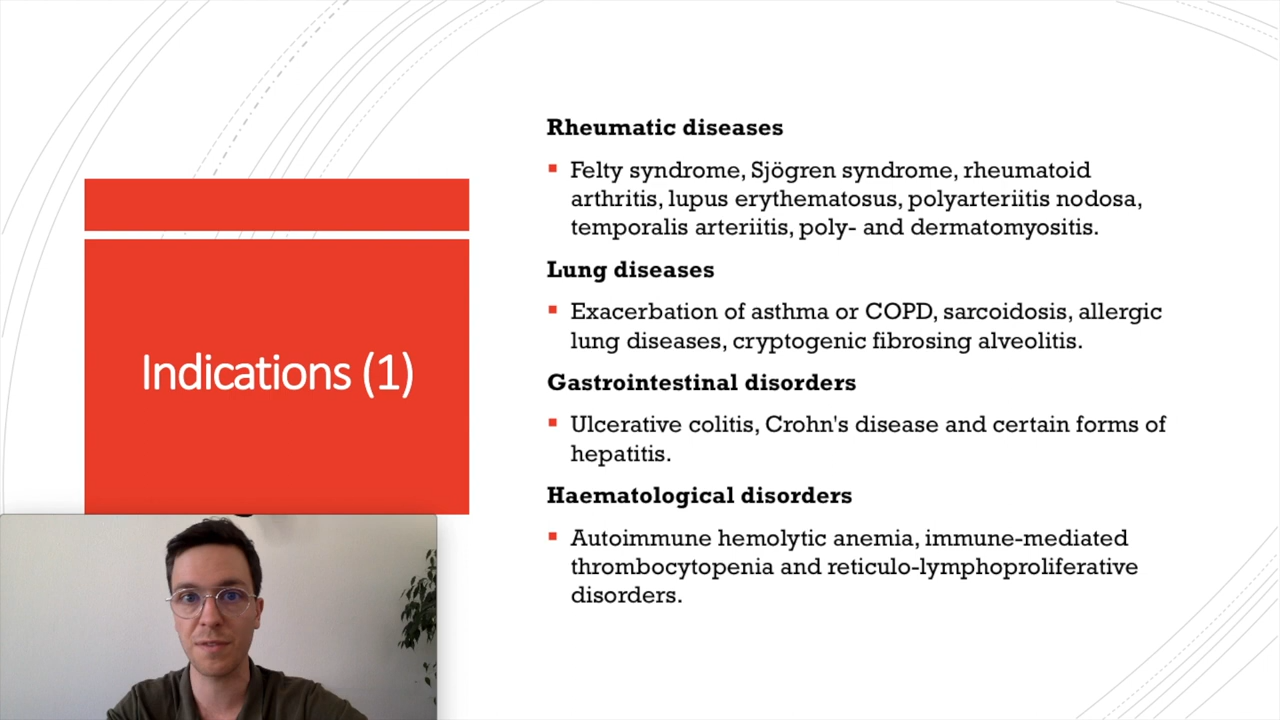 Indications (1)
Rheumatic diseases
Felty syndrome, Sjögren syndrome, rheumatoid
arthritis, lupus erythematosus, polyarteriitis nodosa,
temporalis arteriitis, poly- and dermatomyositis.
Lung diseases
Exacerbation of asthma or COPD, sarcoidosis, allergic
lung diseases, cryptogenic fibrosing alveolitis.
Gastrointestinal disorders
Ulcerative colitis, Crohn's disease and certain forms of
hepatitis.
Haematological disorders
Autoimmune hemolytic anemia, immune-mediated
thrombocytopenia and reticulo-lymphoproliferative
disorders.